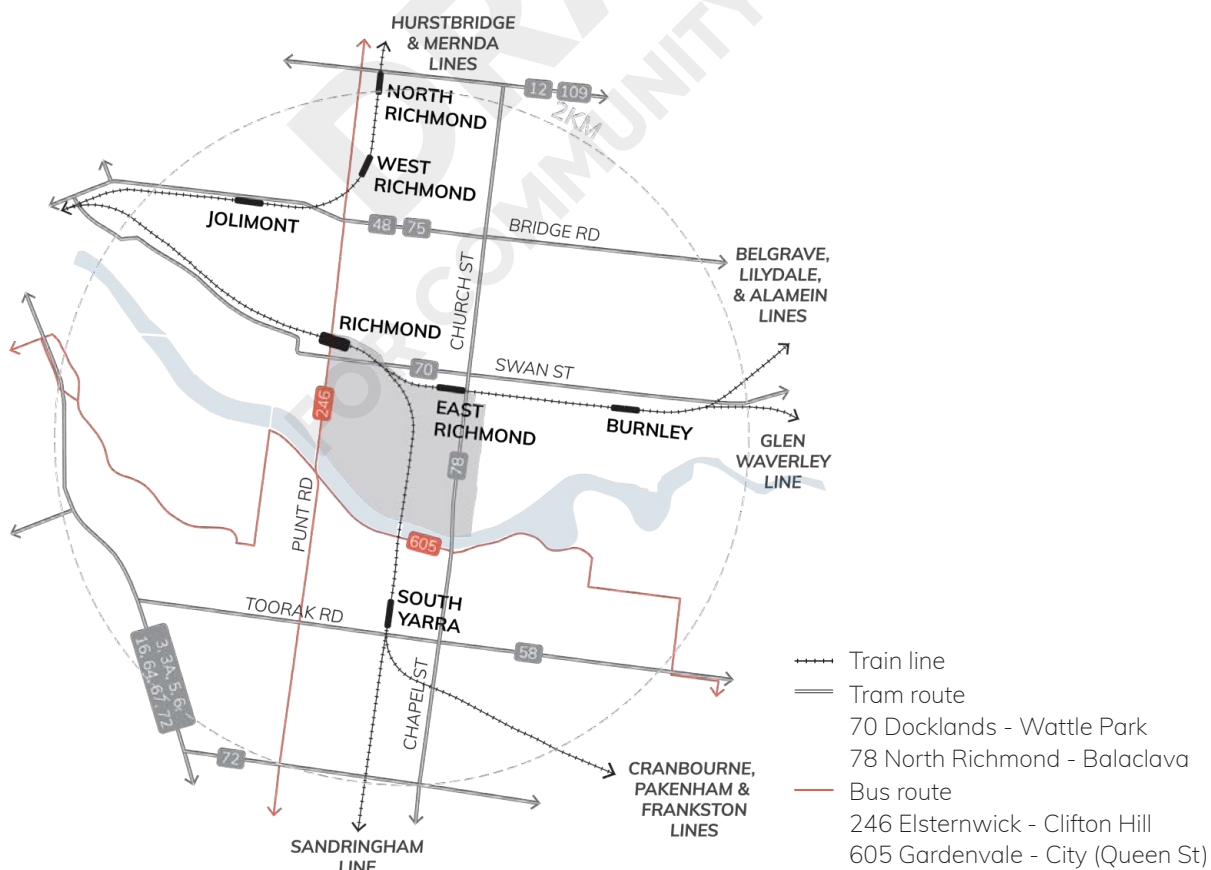 HURSTBRIDGE
& MERNDA
LINES
12
109
2KM
NORTH
RICHMOND
WEST
RICHMOND
JOLIMONT
48
75
BRIDGE RD
CHURCH ST
BELGRAVE,
LILYDALE,
& ALAMEIN
LINES
RICHMOND
70
SWAN ST
246
EAST
RICHMOND
BURNLEY
GLEN
WAVERLEY
LINE
78
PUNT RD
605
TOORAK RD
SOUTH
YARRA
58
3, 3A, 5, 6,
16, 64, 67, 72
CHAPEL ST
72
CRANBOURNE,
PAKENHAM &
FRANKSTON
LINES
SANDRINGHAM
LINE
Train line
Tram route
70 Docklands - Wattle Park
78 North Richmond - Balaclava
Bus route
246 Elsternwick - Clifton Hill
605 Gardenvale - City (Queen St)
FOR COMMUNITY